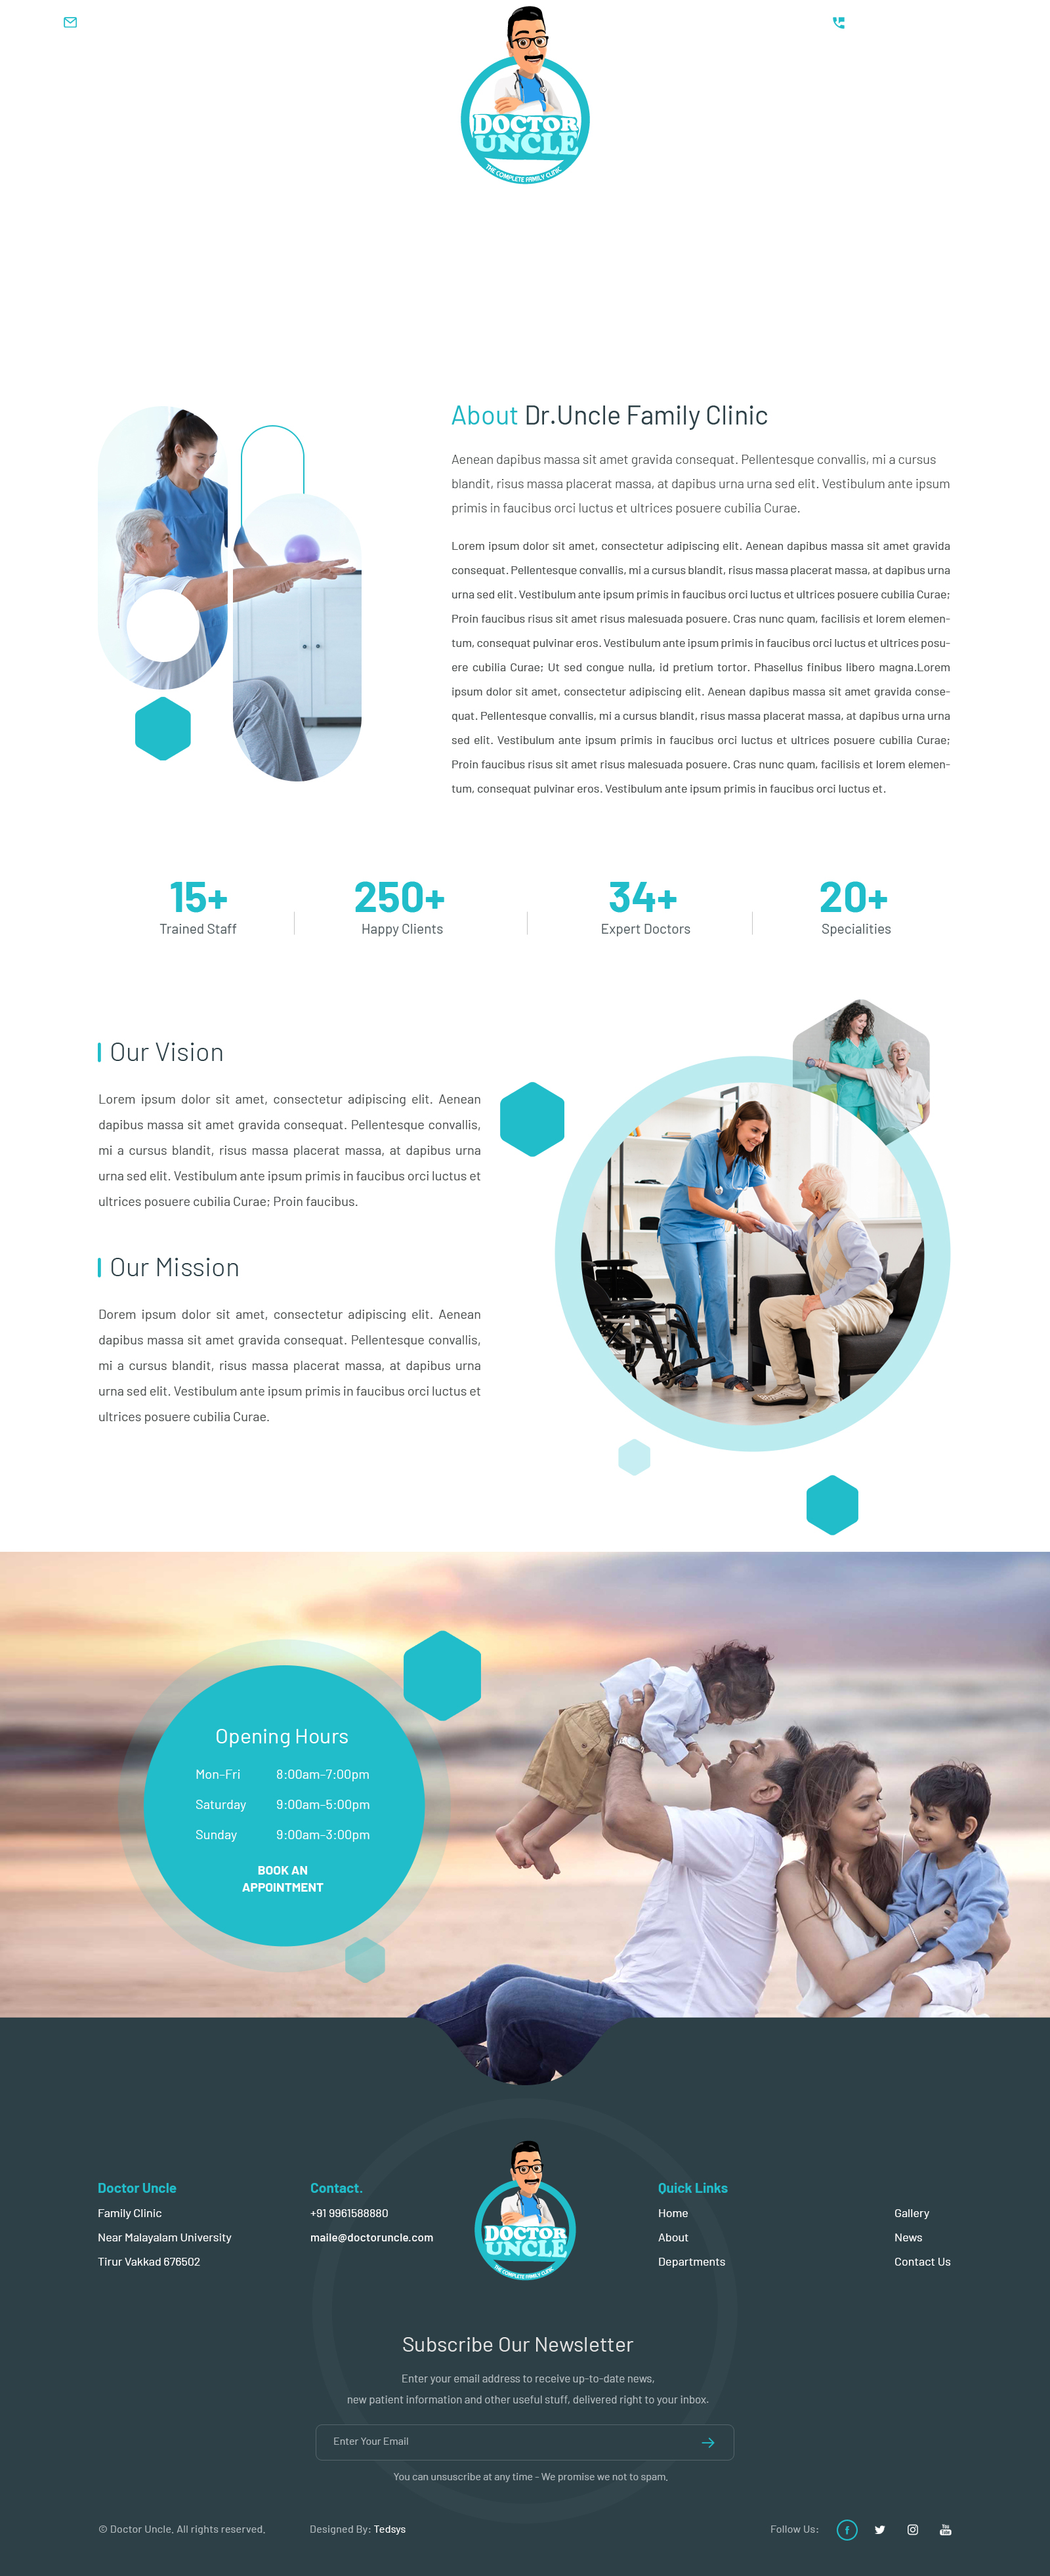 DOCTOR
UNCLE
THE COMPLETE FAMILY CLINIC
About Dr.Uncle Family Clinic
Aenean dapibus massa sit amet gravida consequat. Pellentesque convallis, mi a cursus
blandit, risus massa placerat massa, at dapibus urna urna sed elit. Vestibulum ante ipsum
primis in faucibus orci luctus et ultrices posuere cubilia Curae.
Lorem ipsum dolor sit amet, consectetur adipiscing elit. Aenean dapibus massa sit amet gravida
consequat. Pellentesque convallis, mi a cursus blandit, risus massa placerat massa, at dapibus urna
urna sed elit. Vestibulum ante ipsum primis in faucibus orci luctus et ultrices posuere cubilia Curae;
Proin faucibus risus sit amet risus malesuada posuere. Cras nunc quam, facilisis et lorem elemen-
tum, consequat pulvinar eros. Vestibulum ante ipsum primis in faucibus orci luctus et ultrices posu-
ere cubilia Curae; Ut sed congue nulla, id pretium tortor. Phasellus finibus libero magna.Lorem
ipsum dolor sit amet, consectetur adipiscing elit. Aenean dapibus massa sit amet gravida conse-
quat. Pellentesque convallis, mi a cursus blandit, risus massa placerat massa, at dapibus urna urna
sed elit. Vestibulum ante ipsum primis in faucibus orci luctus et ultrices posuere cubilia Curae;
Proin faucibus risus sit amet risus malesuada posuere. Cras nunc quam, facilisis et lorem elemen-
tum, consequat pulvinar eros. Vestibulum ante ipsum primis in faucibus orci luctus et.
15+
Trained Staff
250+
Happy Clients
34+
Expert Doctors
20+
Specialities
Our Vision
Lorem ipsum dolor sit amet, consectetur adipiscing elit. Aenean
dapibus massa sit amet gravida consequat. Pellentesque convallis,
mi a cursus blandit, risus massa placerat massa, at dapibus urna
urna sed elit. Vestibulum ante ipsum primis in faucibus orci luctus et
ultrices posuere cubilia Curae; Proin faucibus.
Our Mission
Dorem ipsum dolor sit amet, consectetur adipiscing elit. Aenean
dapibus massa sit amet gravida consequat. Pellentesque convallis,
mi a cursus blandit, risus massa placerat massa, at dapibus urna
urna sed elit. Vestibulum ante ipsum primis in faucibus orci luctus et
ultrices posuere cubilia Curae.
Opening Hours
Mon-Fri 8:00am-7:00pm
Saturday 9:00am-5:00pm
Sunday 9:00am-3:00pm
BOOK AN
APPOINTMENT
Doctor Uncle
Family Clinic
Near Malayalam University
Tirur Vakkad 676502
Contact.
+91 9961588880
maile@doctoruncle.com
DOCTOR
UNCLE
THE COMPLETE FAMILY CLINIC
Quick Links
Home
About
Departments
Gallery
News
Contact Us
Subscribe Our Newsletter
Enter your email address to receive up-to-date news,
new patient information and other useful stuff, delivered right to your inbox.
Enter Your Email
You can unsuscribe at any time - We promise we not to spam.
© Doctor Uncle. All rights reserved.
Designed By: Tedsys
Follow Us:
You
Tube